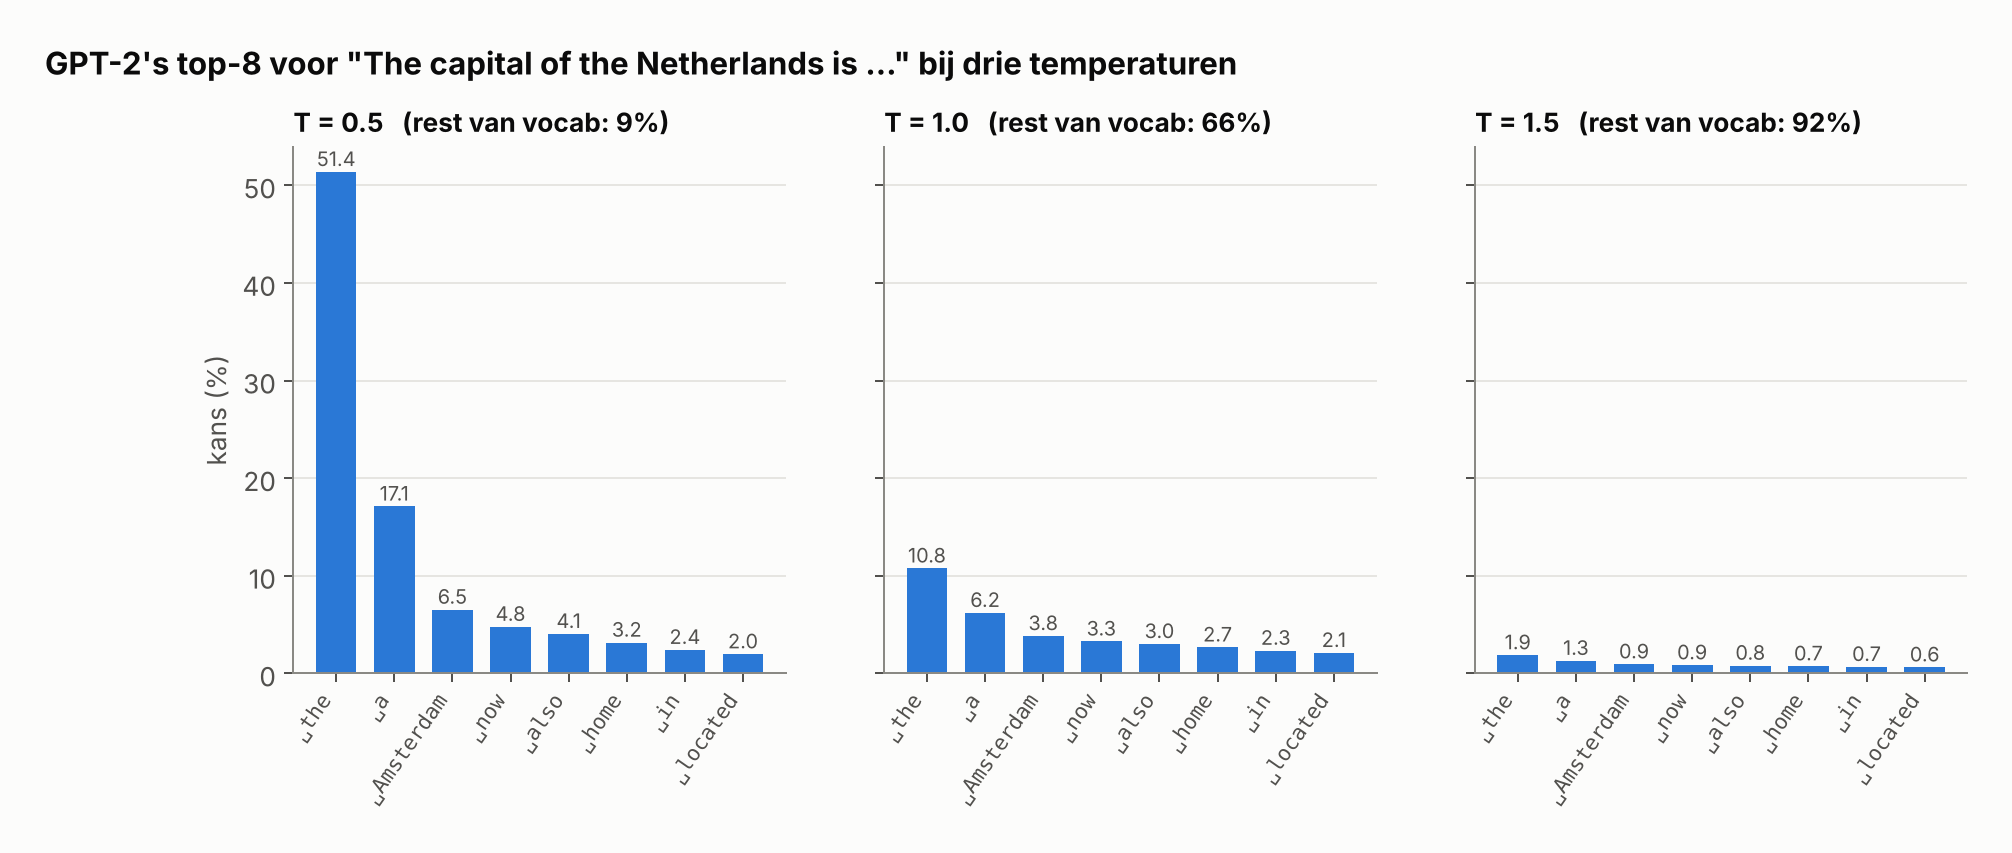 GPT-2's top-8 voor "The capital of the Netherlands is …" bij drie temperaturen
T = 0.5 (rest van vocab: 9%)
kans (%)
50
40
30
20
10
0
51.4
17.1
6.5
4.8
4.1
3.2
2.4
2.0
␣the
␣a
␣Amsterdam
␣now
␣also
␣home
␣in
␣located
T = 1.0 (rest van vocab: 66%)
10.8
6.2
3.8
3.3
3.0
2.7
2.3
2.1
␣the
␣a
␣Amsterdam
␣now
␣also
␣home
␣in
␣located
T = 1.5 (rest van vocab: 92%)
1.9
1.3
0.9
0.9
0.8
0.7
0.7
0.6
␣the
␣a
␣Amsterdam
␣now
␣also
␣home
␣in
␣located